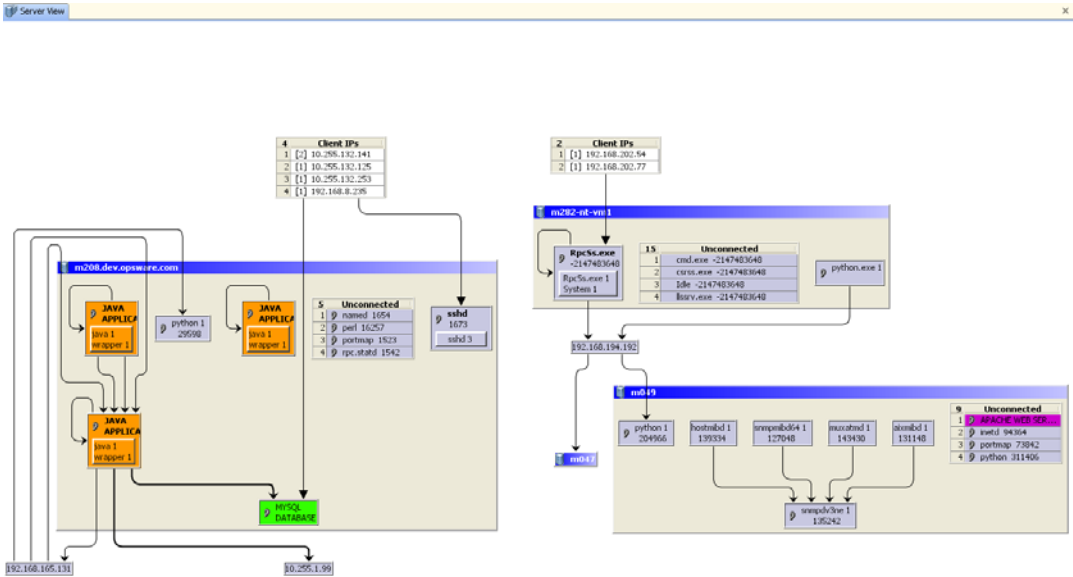 Server View
4 Client IPs
1 [2] 10.255.132.141
2 [1] 10.255.132.125
3 [1] 10.255.132.253
4 [1] 192.168.8.235
2 Client IPs
1 [1] 192.168.202.54
2 [1] 192.168.202.77
m208.dev.opsware.com
JAVA
APPLICA
java 1
wrapper 1
python 1
29598
JAVA
APPLICA
java 1
wrapper 1
5 Unconnected
1 named 1654
2 perl 16257
3 portmap 1523
4 rpc.statd 1542
sshd
1673
sshd 3
JAVA
APPLICA
java 1
wrapper 1
MYSQL
DATABASE
192.168.165.131
10.255.1.99
m282-nt-vm1
RpcSs.exe
-2147483648
RpcSs.exe 1
System 1
15 Unconnected
1 cmd.exe -2147483648
2 csrss.exe -2147483648
3 Idle -2147483648
4 llssrv.exe -2147483648
python.exe 1
192.168.194.192
m047
m049
python 1
204966
hostmibd 1
139334
snmpmibd64 1
127048
muxatmd 1
143430
aixmibd 1
131148
9 Unconnected
1 APACHE WEB SER...
2 inetd 94364
3 portmap 73842
4 python 311406
snmpdv3ne 1
135242